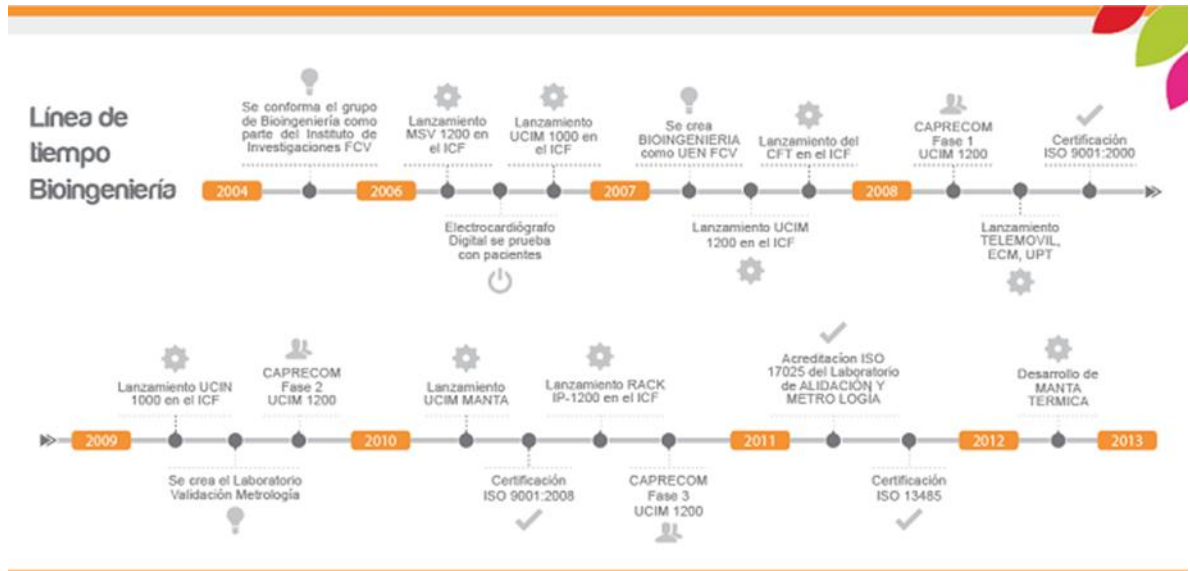 Línea de
tiempo
Bioingeniería
2004
Se conforma el grupo
de Bioingeniería como
parte del Instituto de
Investigaciones FCV
2006
Lanzamiento
MSV 1200 en
el ICF
Electrocardiógrafo
Digital se prueba
con pacientes
Lanzamiento
UCIM 1000 en
el ICF
2007
Se crea
BIOINGENIERIA
como UEN FCV
Lanzamiento UCIM
1200 en el ICF
Lanzamiento del
CFT en el ICF
2008
CAPRECOM
Fase 1
UCIM 1200
Lanzamiento
TELEMOVIL,
ECM, UPT
Certificación
ISO 9001:2000
2009
Lanzamiento UCIN
1000 en el ICF
Se crea el Laboratorio
Validación Metrología
CAPRECOM
Fase 2
UCIM 1200
2010
Lanzamiento
UCIM MANTA
Certificación
ISO 9001:2008
Lanzamiento RACK
IP-1200 en el ICF
CAPRECOM
Fase 3
UCIM 1200
2011
Acreditacion ISO
17025 del Laboratorio
de ALIDACIÓN Y
METRO LOGÍA
Certificación
ISO 13485
2012
Desarrollo de
MANTA
TERMICA
2013